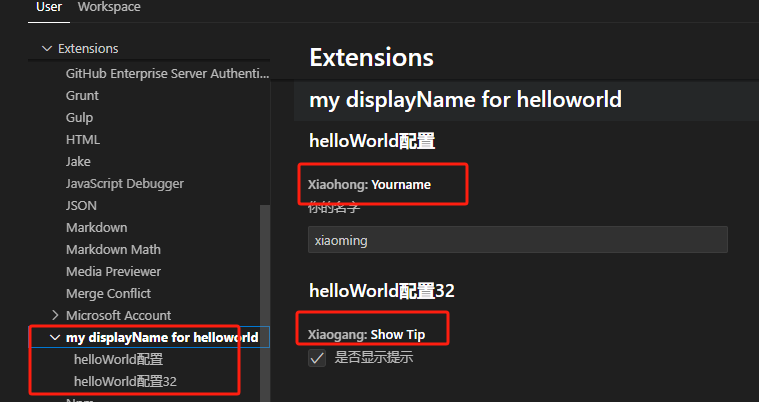 User Workspace
Extensions
GitHub Enterprise Server Authenti...
Grunt
Gulp
HTML
Jake
JavaScript Debugger
JSON
Markdown
Markdown Math
Media Previewer
Merge Conflict
Microsoft Account
my displayName for helloworld
helloWorld配置
helloWorld配置32
Extensions
my displayName for helloworld
helloWorld配置
Xiaohong: Yourname
你的名字
xiaoming
helloWorld配置32
Xiaogang: Show Tip
是否显示提示